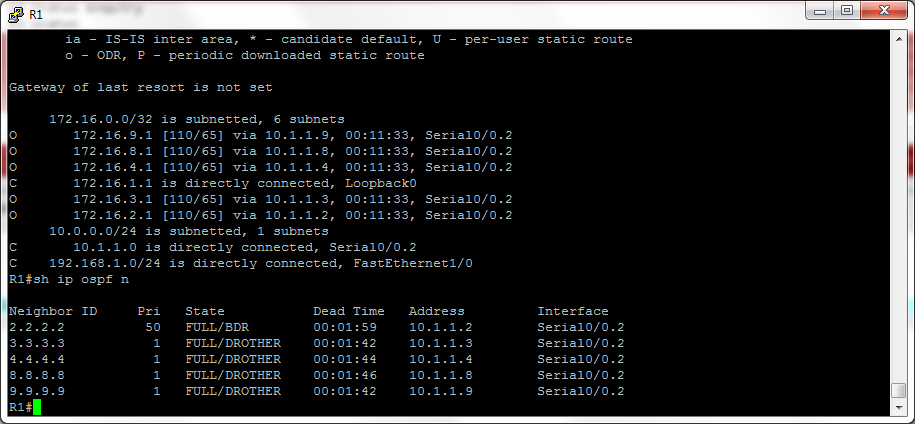 R1
ia - IS-IS inter area, * - candidate default, U - per-user static route
o - ODR, P - periodic downloaded static route
Gateway of last resort is not set
172.16.0.0/32 is subnetted, 6 subnets
O 172.16.9.1 [110/65] via 10.1.1.9, 00:11:33, Serial0/0.2
O 172.16.8.1 [110/65] via 10.1.1.8, 00:11:33, Serial0/0.2
O 172.16.4.1 [110/65] via 10.1.1.4, 00:11:33, Serial0/0.2
C 172.16.1.1 is directly connected, Loopback0
O 172.16.3.1 [110/65] via 10.1.1.3, 00:11:33, Serial0/0.2
O 172.16.2.1 [110/65] via 10.1.1.2, 00:11:33, Serial0/0.2
10.0.0.0/24 is subnetted, 1 subnets
C 10.1.1.0 is directly connected, Serial0/0.2
C 192.168.1.0/24 is directly connected, FastEthernet1/0
R1#sh ip ospf n
Neighbor ID Pri State Dead Time Address Interface
2.2.2.2 50 FULL/BDR 00:01:59 10.1.1.2 Serial0/0.2
3.3.3.3 1 FULL/DROTHER 00:01:42 10.1.1.3 Serial0/0.2
4.4.4.4 1 FULL/DROTHER 00:01:44 10.1.1.4 Serial0/0.2
8.8.8.8 1 FULL/DROTHER 00:01:46 10.1.1.8 Serial0/0.2
9.9.9.9 1 FULL/DROTHER 00:01:42 10.1.1.9 Serial0/0.2
R1#